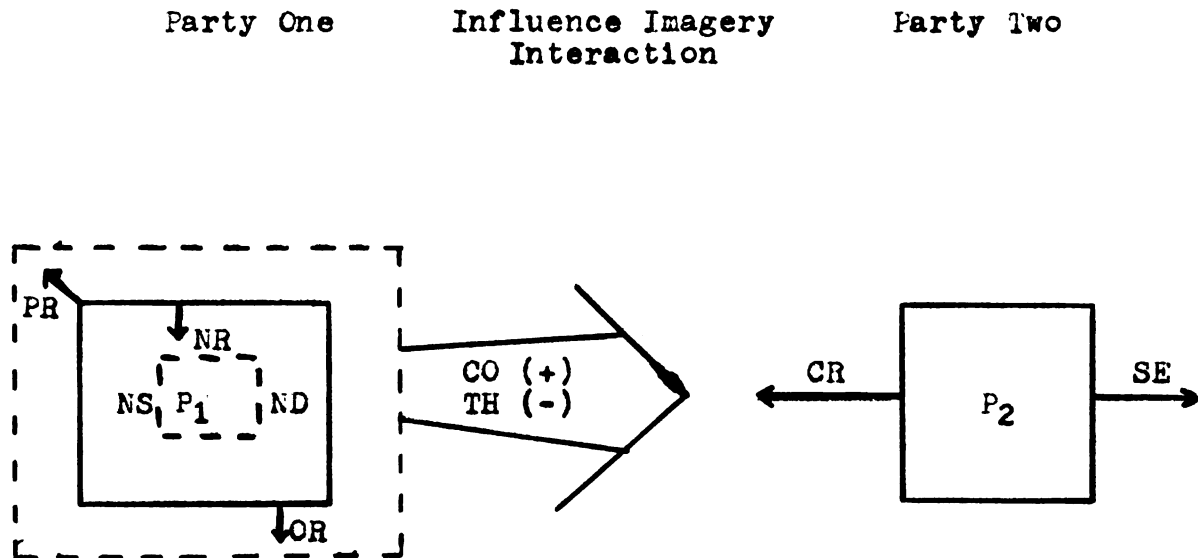 Party One Influence Imagery Party Two
Interaction
PR
NR
NS P1 ND
OR
CO (+)
TH (-)
CR
P2
SE